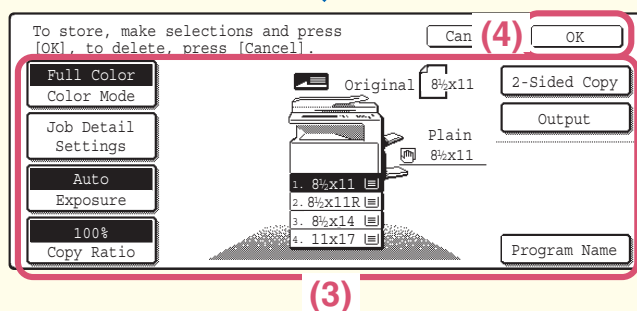 To store, make selections and press
[OK], to delete, press [Cancel].
Can
(4)
OK
Full Color
Color Mode
Original
8½x11
2-Sided Copy
Job Detail
Settings
Plain
8½x11
Output
Auto
Exposure
1. 8½x11
2. 8½x11R
3. 8½x14
4. 11x17
100%
Copy Ratio
Program Name
(3)